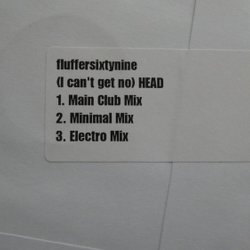 fluffersixtynine
(I can't get no) HEAD
1. Main Club Mix
2. Minimal Mix
3. Electro Mix